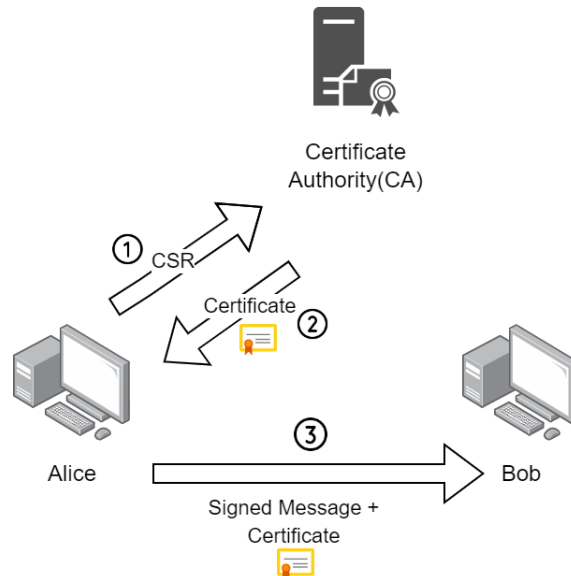 Certificate
Authority(CA)
1
CSR
Certificate
2
3
Alice
Bob
Signed Message +
Certificate